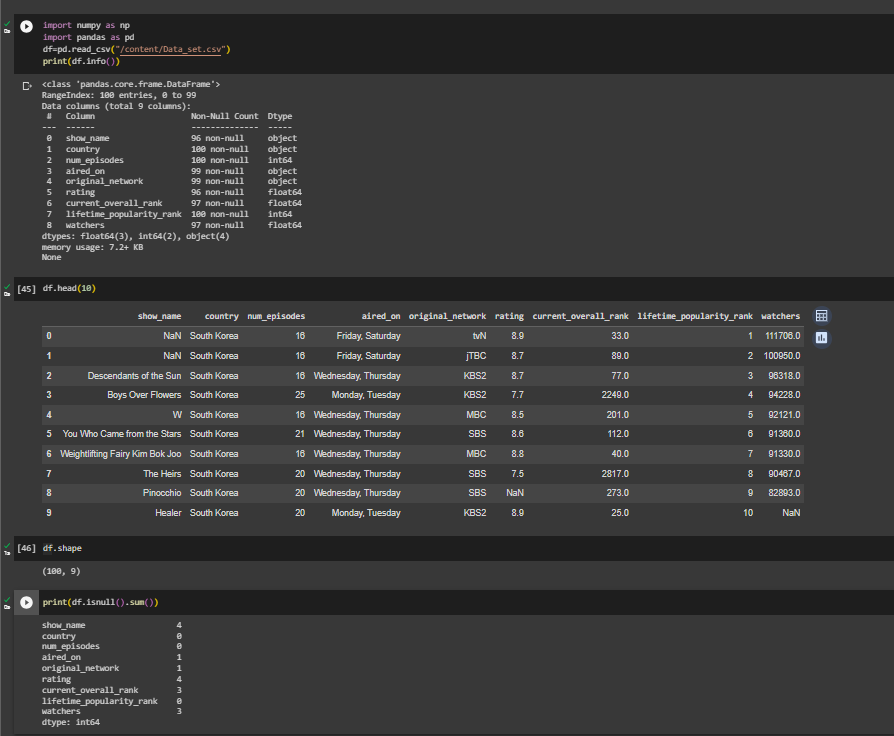 import numpy as np
import pandas as pd
df=pd.read_csv("/content/Data_set.csv")
print(df.info())
<class 'pandas.core.frame.DataFrame'>
RangeIndex: 100 entries, 0 to 99
Data columns (total 9 columns):
 #   Column                    Non-Null Count  Dtype
---  ------                    --------------  -----
 0   show_name                 96 non-null     object
 1   country                   100 non-null    object
 2   num_episodes              100 non-null    int64
 3   aired_on                  99 non-null     object
 4   original_network          99 non-null     object
 5   rating                    96 non-null     float64
 6   current_overall_rank      97 non-null     float64
 7   lifetime_popularity_rank  100 non-null    int64
 8   watchers                  97 non-null     float64
dtypes: float64(3), int64(2), object(4)
memory usage: 7.2+ KB
None
[45] df.head(10)
show_name country num_episodes aired_on original_network rating current_overall_rank lifetime_popularity_rank watchers
0 NaN South Korea 16 Friday, Saturday tvN 8.9 33.0 1 111706.0
1 NaN South Korea 16 Friday, Saturday jTBC 8.7 89.0 2 100950.0
2 Descendants of the Sun South Korea 16 Wednesday, Thursday KBS2 8.7 77.0 3 96318.0
3 Boys Over Flowers South Korea 25 Monday, Tuesday KBS2 7.7 2249.0 4 94228.0
4 W South Korea 16 Wednesday, Thursday MBC 8.5 201.0 5 92121.0
5 You Who Came from the Stars South Korea 21 Wednesday, Thursday SBS 8.6 112.0 6 91360.0
6 Weightlifting Fairy Kim Bok Joo South Korea 16 Wednesday, Thursday MBC 8.8 40.0 7 91330.0
7 The Heirs South Korea 20 Wednesday, Thursday SBS 7.5 2817.0 8 90467.0
8 Pinocchio South Korea 20 Wednesday, Thursday SBS NaN 273.0 9 82893.0
9 Healer South Korea 20 Monday, Tuesday KBS2 8.9 25.0 10 NaN
[46] df.shape
(100, 9)
print(df.isnull().sum())
show_name                   4
country                     0
num_episodes                0
aired_on                    1
original_network            1
rating                      4
current_overall_rank        3
lifetime_popularity_rank    0
watchers                    3
dtype: int64